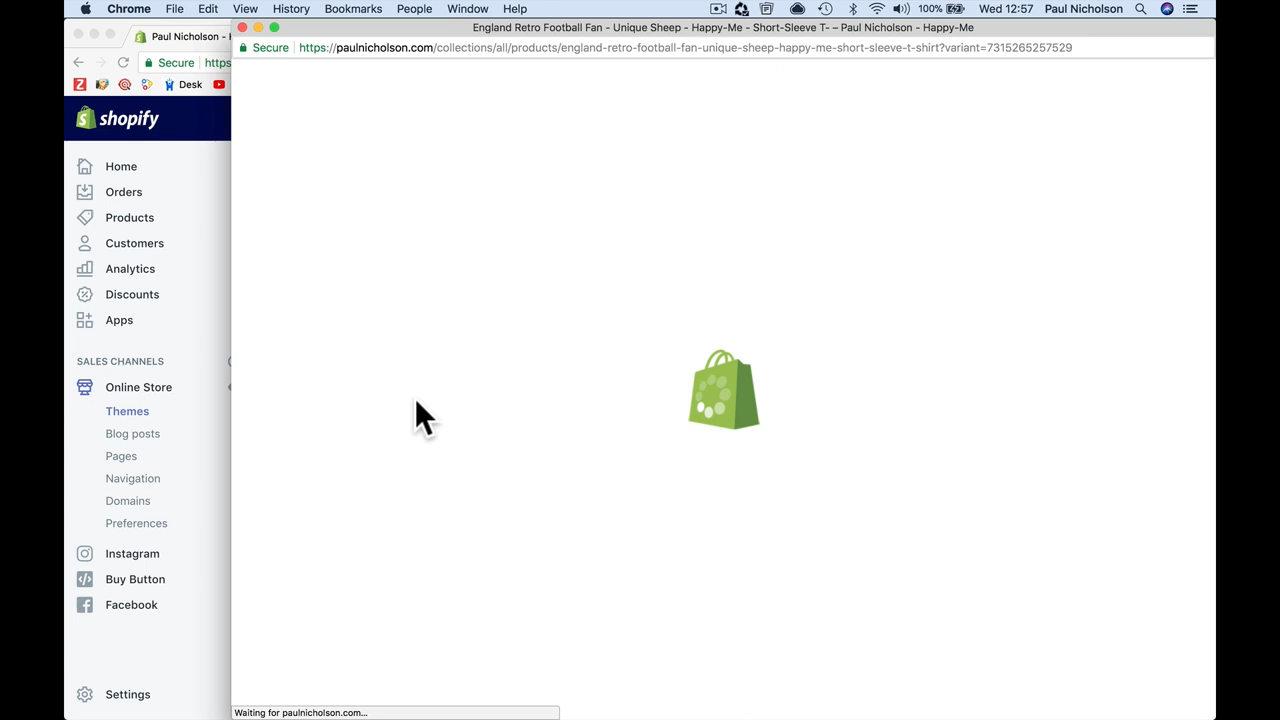 Chrome File Edit View History Bookmarks People Window Help 100% Wed 12:57 Paul Nicholson
England Retro Football Fan - Unique Sheep - Happy-Me - Short-Sleeve T- – Paul Nicholson - Happy-Me
Secure https://paulnicholson.com/collections/all/products/england-retro-football-fan-unique-sheep-happy-me-short-sleeve-t-shirt?variant=7315265257529
Paul Nicholson -
Secure https
Desk
shopify
Home
Orders
Products
Customers
Analytics
Discounts
Apps
SALES CHANNELS
Online Store
Themes
Blog posts
Pages
Navigation
Domains
Preferences
Instagram
Buy Button
Facebook
Settings
Waiting for paulnicholson.com...